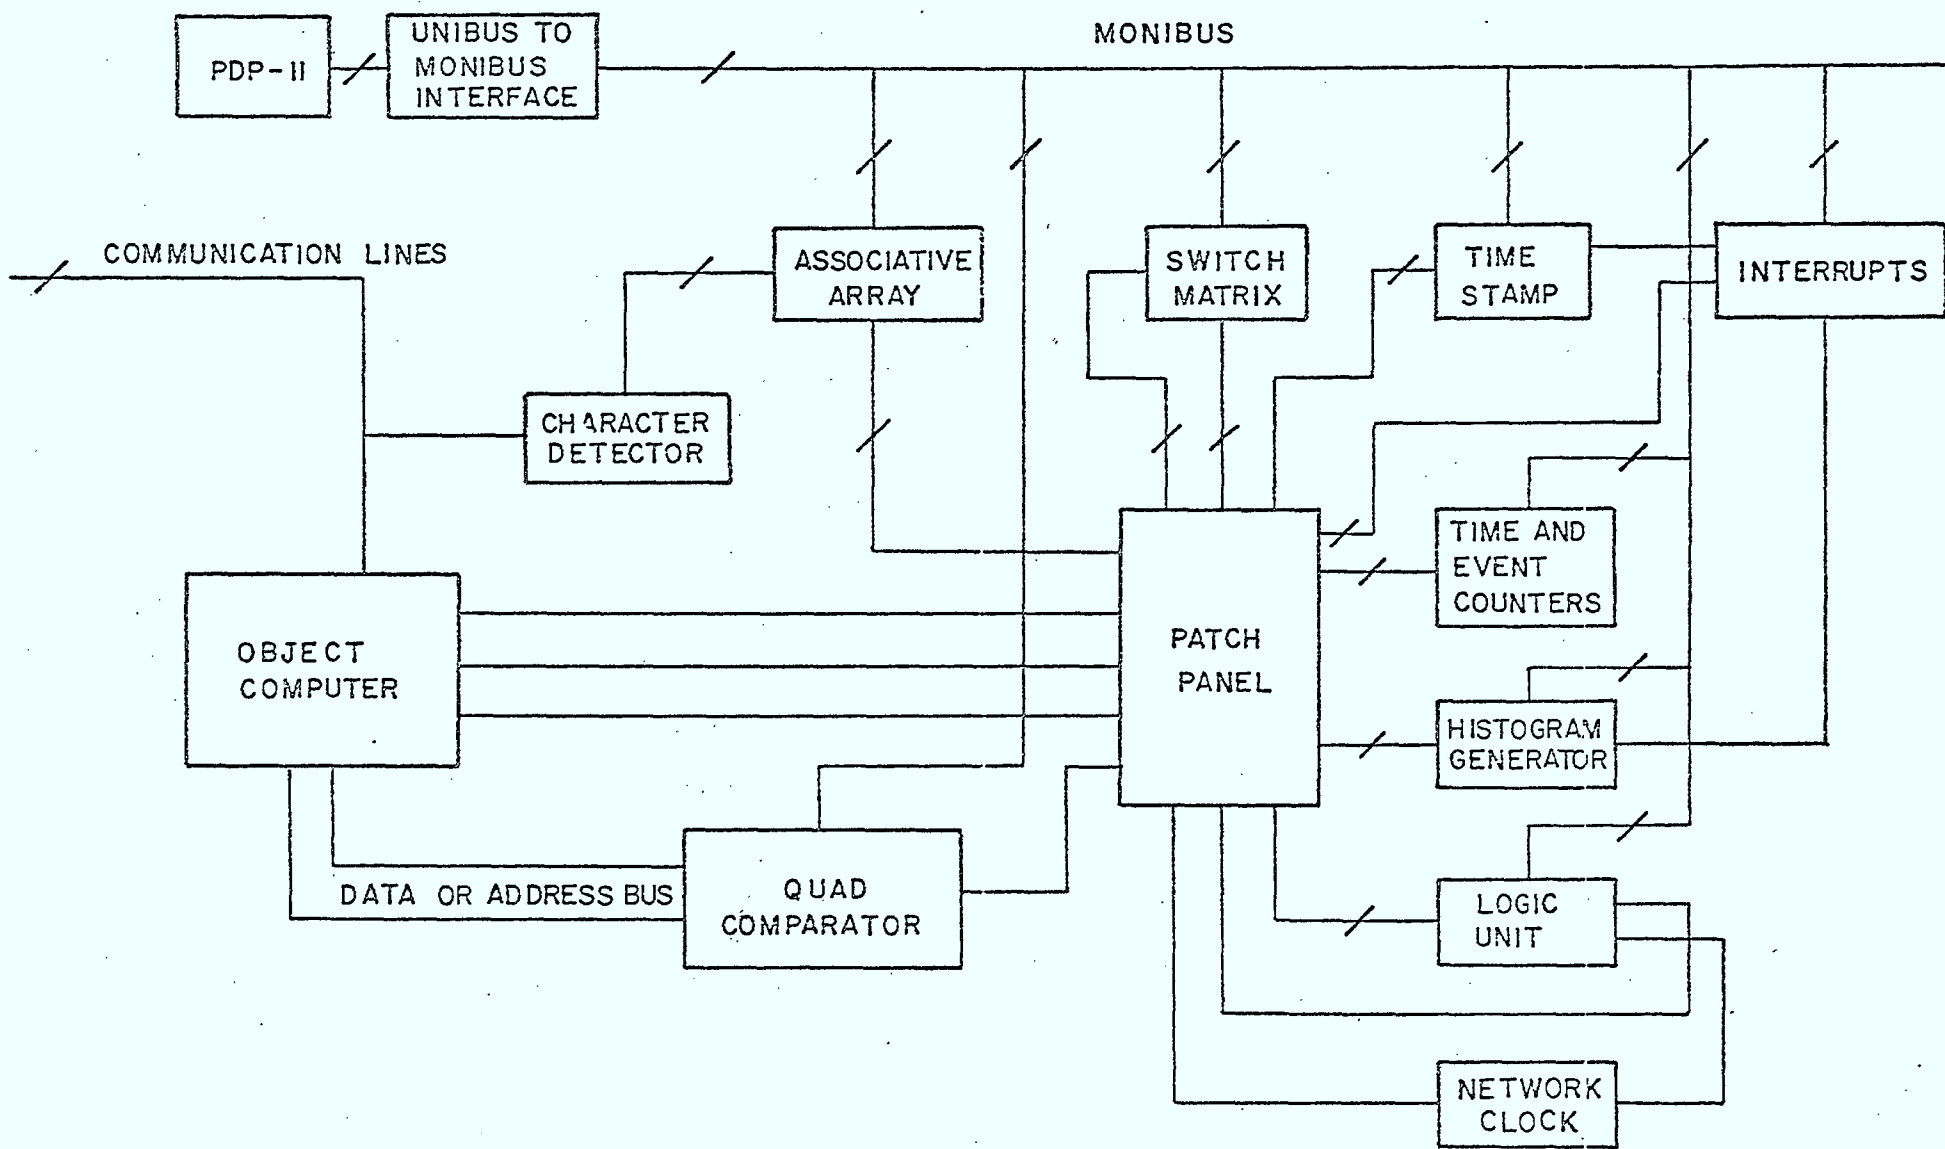 PDP-11
UNIBUS TO
MONIBUS
INTERFACE
MONIBUS
COMMUNICATION LINES
ASSOCIATIVE
ARRAY
SWITCH
MATRIX
TIME
STAMP
INTERRUPTS
CHARACTER
DETECTOR
TIME AND
EVENT
COUNTERS
OBJECT
COMPUTER
PATCH
PANEL
HISTOGRAM
GENERATOR
DATA OR ADDRESS BUS
QUAD
COMPARATOR
LOGIC
UNIT
NETWORK
CLOCK